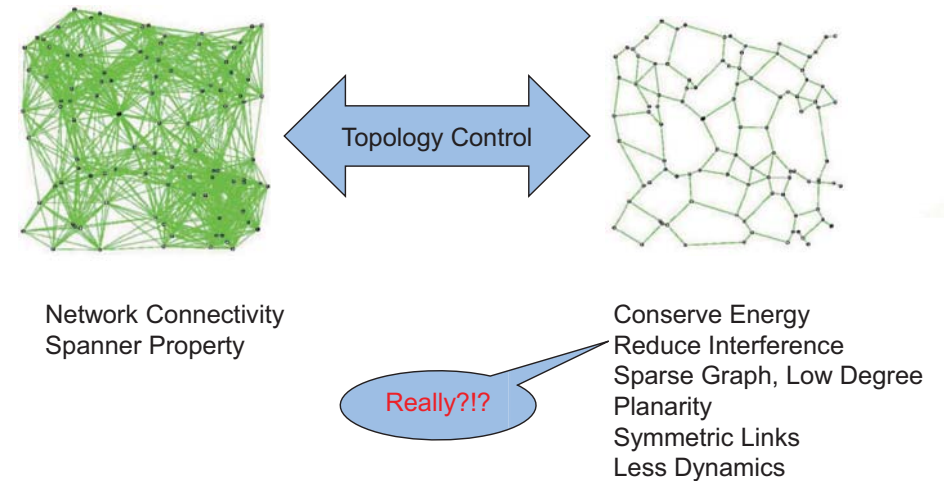 Topology Control
Network Connectivity
Spanner Property
Conserve Energy
Reduce Interference
Sparse Graph, Low Degree
Planarity
Symmetric Links
Less Dynamics
Really?!?